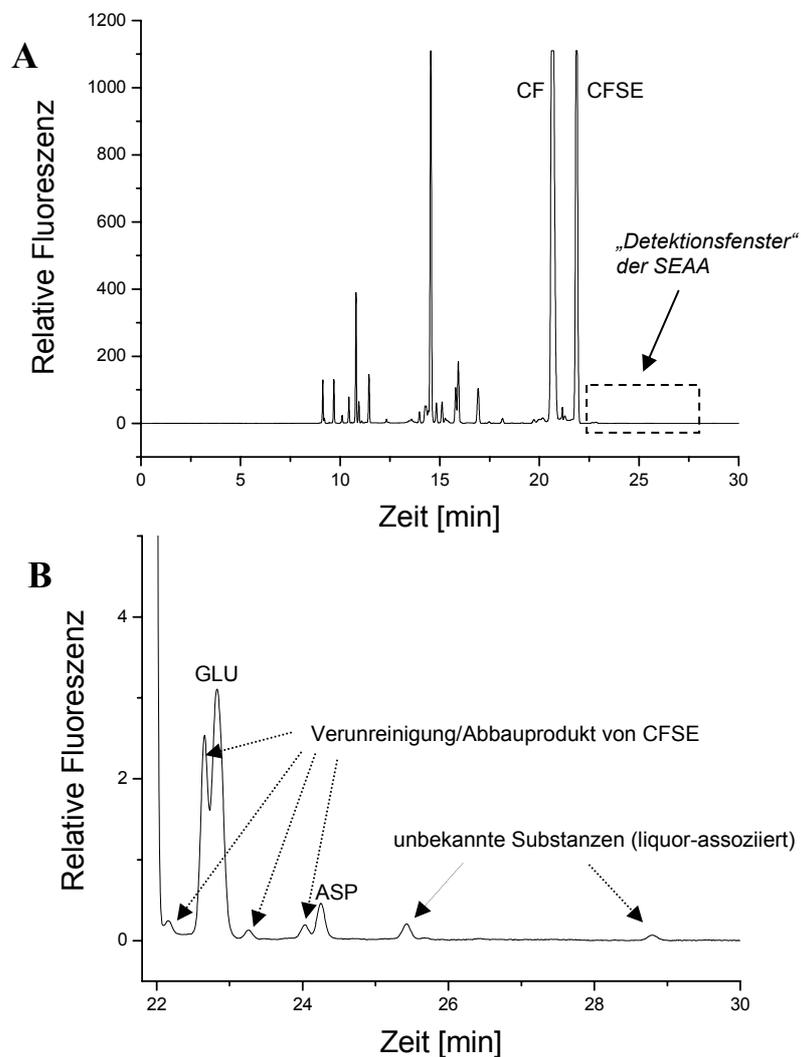 A
1200
1000
800
600
400
200
0
Relative Fluoreszenz
CF
CFSE
„Detektionsfenster“
der SEAA
0
5
10
15
20
25
30
Zeit [min]
B
4
2
0
Relative Fluoreszenz
GLU
Verunreinigung/Abbauprodukt von CFSE
unbekannte Substanzen (liquor-assoziiert)
ASP
22
24
26
28
30
Zeit [min]